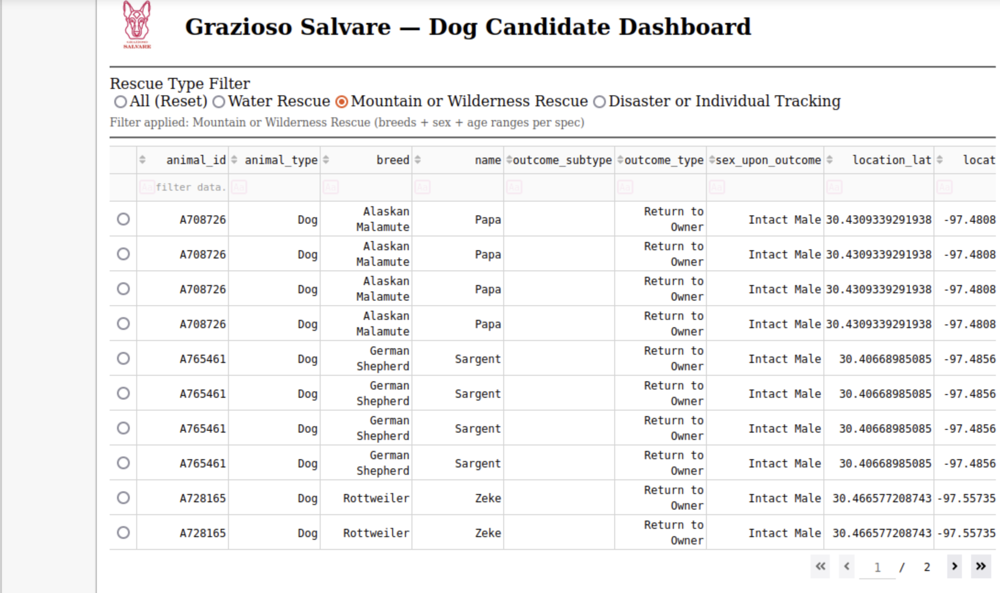 GRAZIOSO
SALVARE
Grazioso Salvare — Dog Candidate Dashboard
Rescue Type Filter
All (Reset) Water Rescue Mountain or Wilderness Rescue Disaster or Individual Tracking
Filter applied: Mountain or Wilderness Rescue (breeds + sex + age ranges per spec)
animal_id animal_type breed name outcome_subtype outcome_type sex_upon_outcome location_lat locat
Aa filter data. Aa Aa Aa Aa Aa Aa Aa Aa
A708726 Dog Alaskan Malamute Papa Return to Owner Intact Male 30.4309339291938 -97.4808
A708726 Dog Alaskan Malamute Papa Return to Owner Intact Male 30.4309339291938 -97.4808
A708726 Dog Alaskan Malamute Papa Return to Owner Intact Male 30.4309339291938 -97.4808
A708726 Dog Alaskan Malamute Papa Return to Owner Intact Male 30.4309339291938 -97.4808
A765461 Dog German Shepherd Sargent Return to Owner Intact Male 30.40668985085 -97.4856
A765461 Dog German Shepherd Sargent Return to Owner Intact Male 30.40668985085 -97.4856
A765461 Dog German Shepherd Sargent Return to Owner Intact Male 30.40668985085 -97.4856
A765461 Dog German Shepherd Sargent Return to Owner Intact Male 30.40668985085 -97.4856
A728165 Dog Rottweiler Zeke Return to Owner Intact Male 30.466577208743 -97.55735
A728165 Dog Rottweiler Zeke Return to Owner Intact Male 30.466577208743 -97.55735
1 / 2